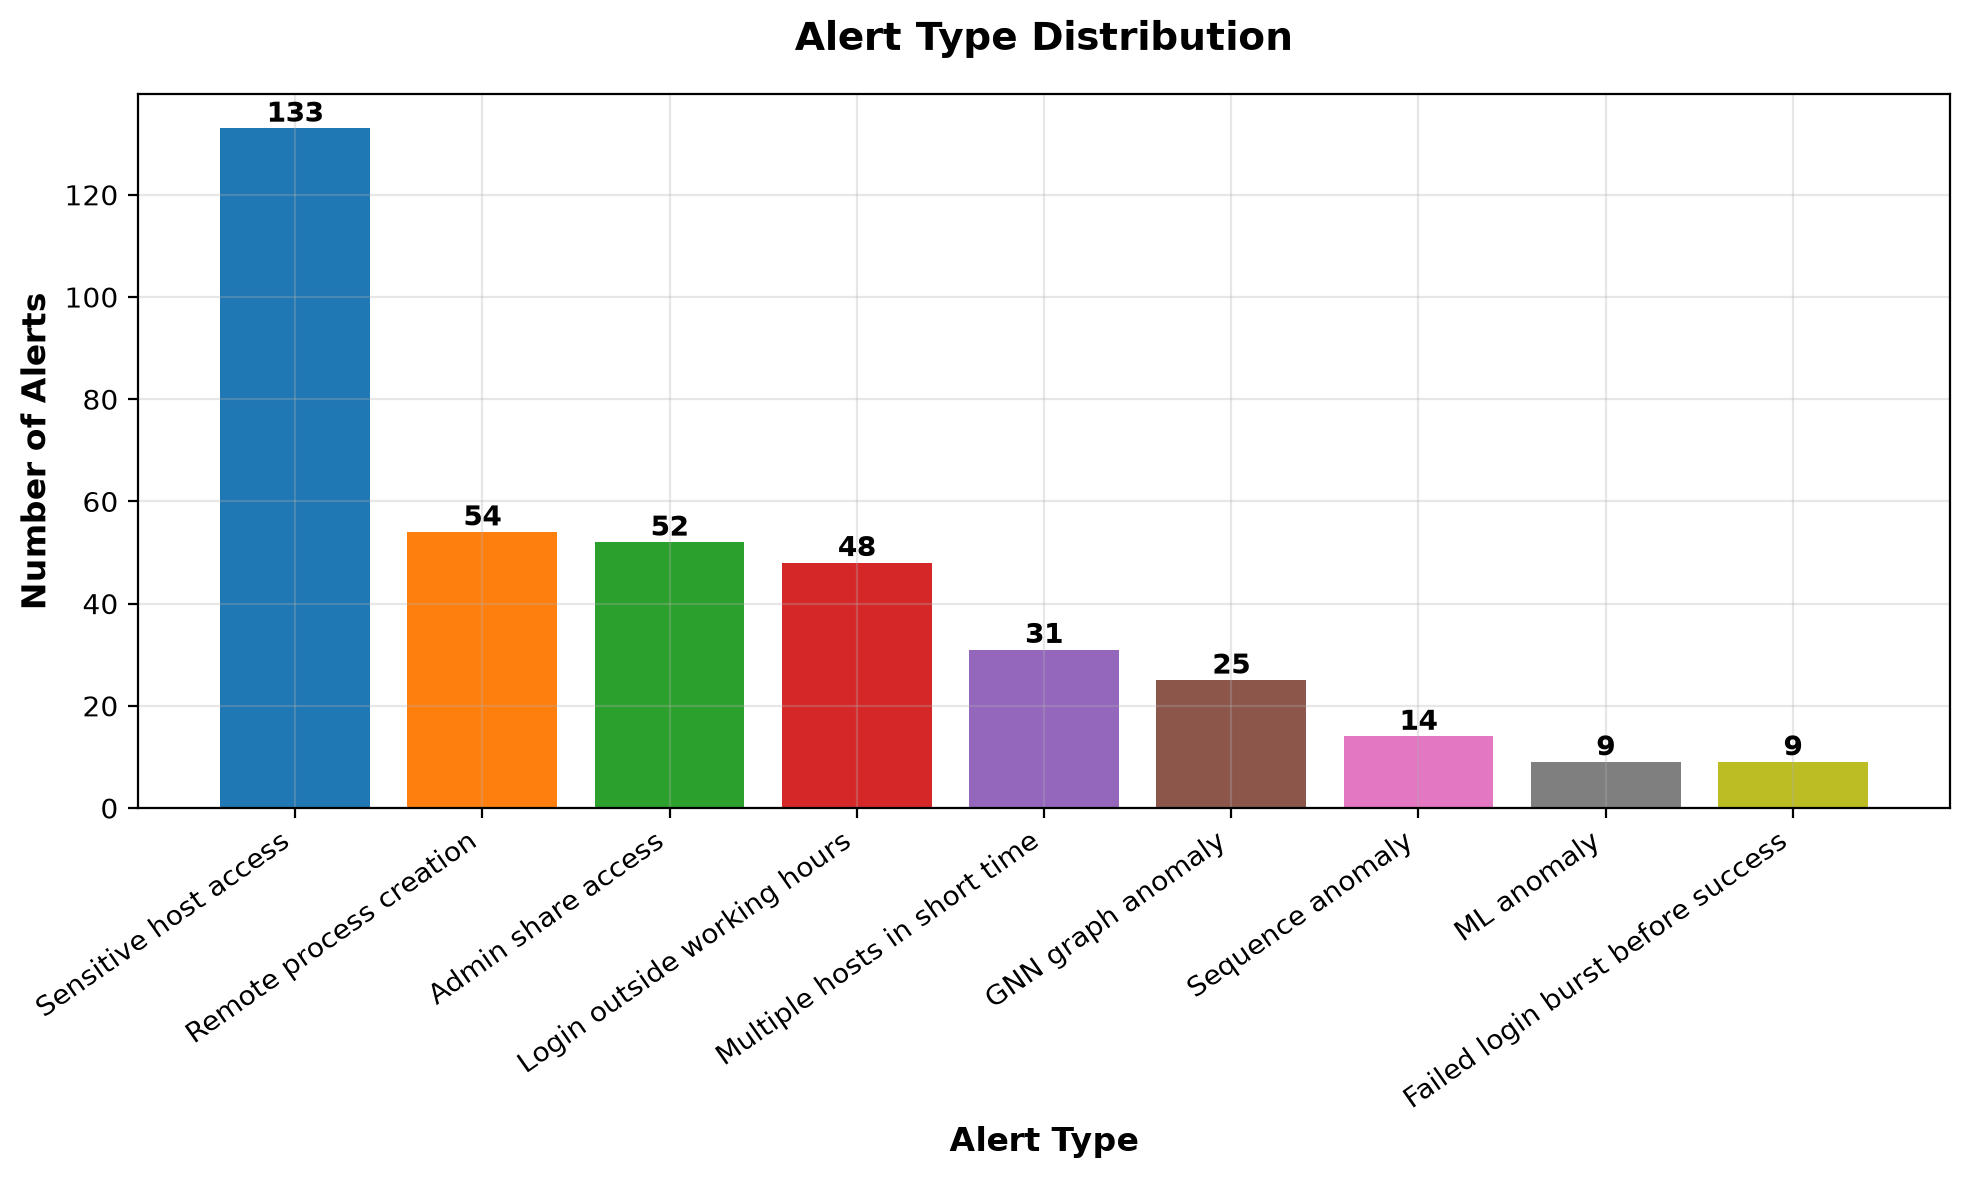 Alert Type Distribution
Number of Alerts
120
100
80
60
40
20
0
133
54
52
48
31
25
14
9
9
Sensitive host access
Remote process creation
Admin share access
Login outside working hours
Multiple hosts in short time
GNN graph anomaly
Sequence anomaly
ML anomaly
Failed login burst before success
Alert Type